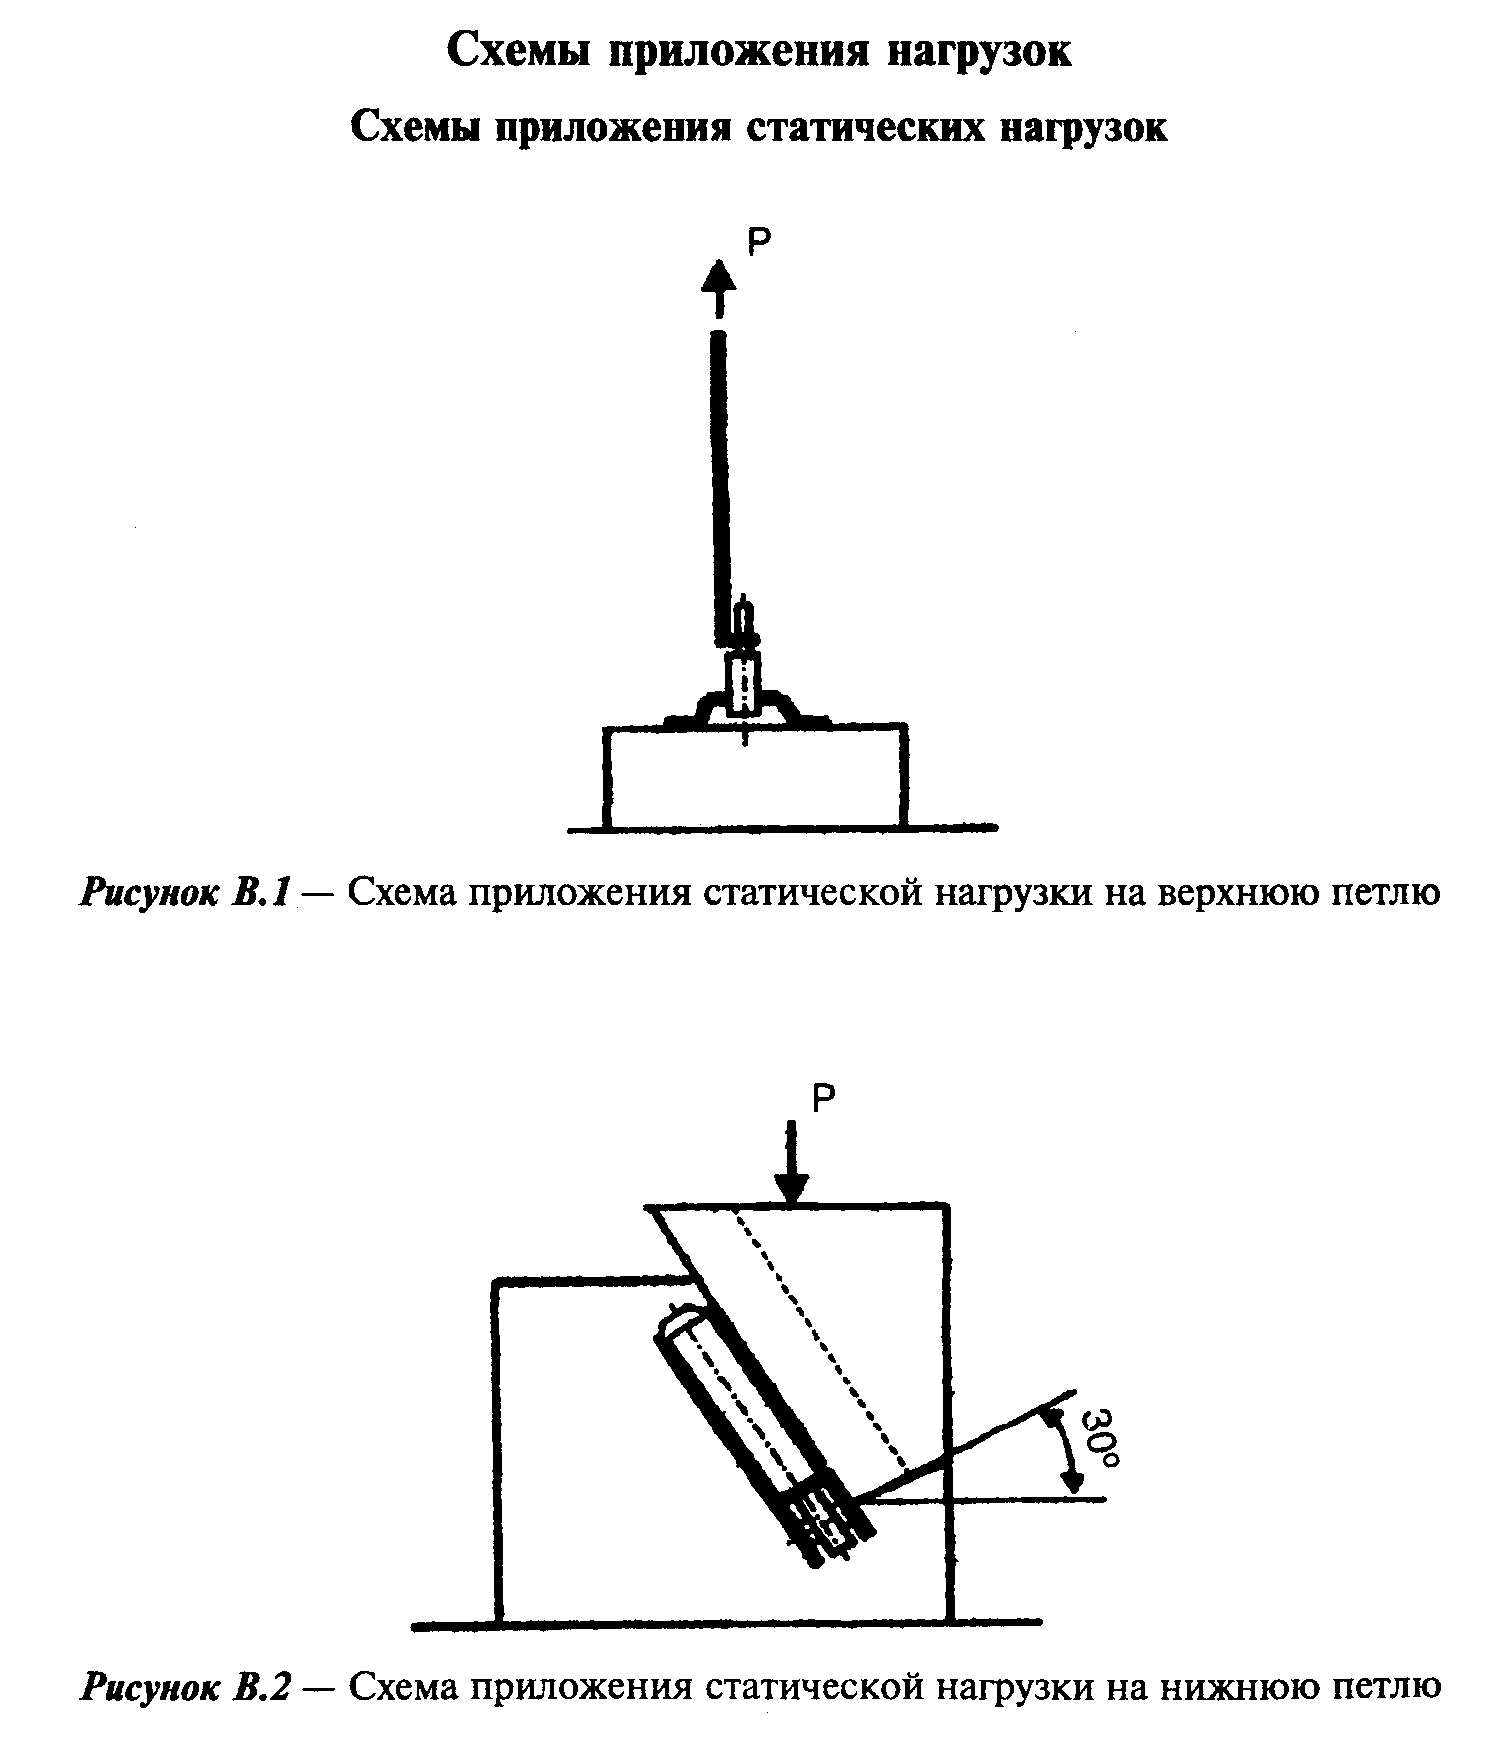 Схемы приложения нагрузок
Схемы приложения статических нагрузок
P
Рисунок В.1 — Схема приложения статической нагрузки на верхнюю петлю
P
30°
Рисунок В.2 — Схема приложения статической нагрузки на нижнюю петлю